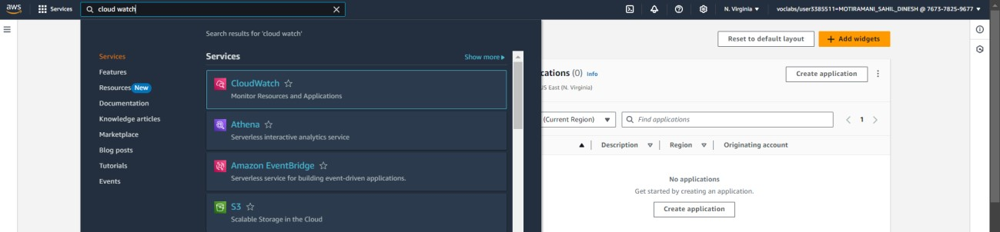 aws
Services
cloud watch
N. Virginia
voclabs/user3385511=MOTIRAMANI_SAHIL_DINESH @ 7673-7825-9677
Search results for 'cloud watch'
Services
Features
Resources New
Documentation
Knowledge articles
Marketplace
Blog posts
Tutorials
Events
Services
Show more
CloudWatch
Monitor Resources and Applications
Athena
Serverless interactive analytics service
Amazon EventBridge
Serverless service for building event-driven applications.
S3
Scalable Storage in the Cloud
Reset to default layout
+ Add widgets
cations (0) Info
US East (N. Virginia)
Create application
(Current Region)
Find applications
1
Description
Region
Originating account
No applications
Get started by creating an application.
Create application